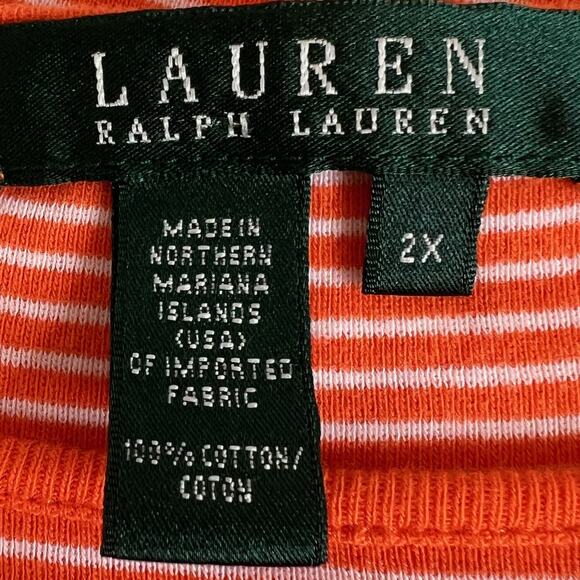 LAUREN
RALPH LAUREN
MADE IN
NORTHERN
MARIANA
ISLANDS
(USA)
OF IMPORTED
FABRIC
100% COTTON/
COTON
2X